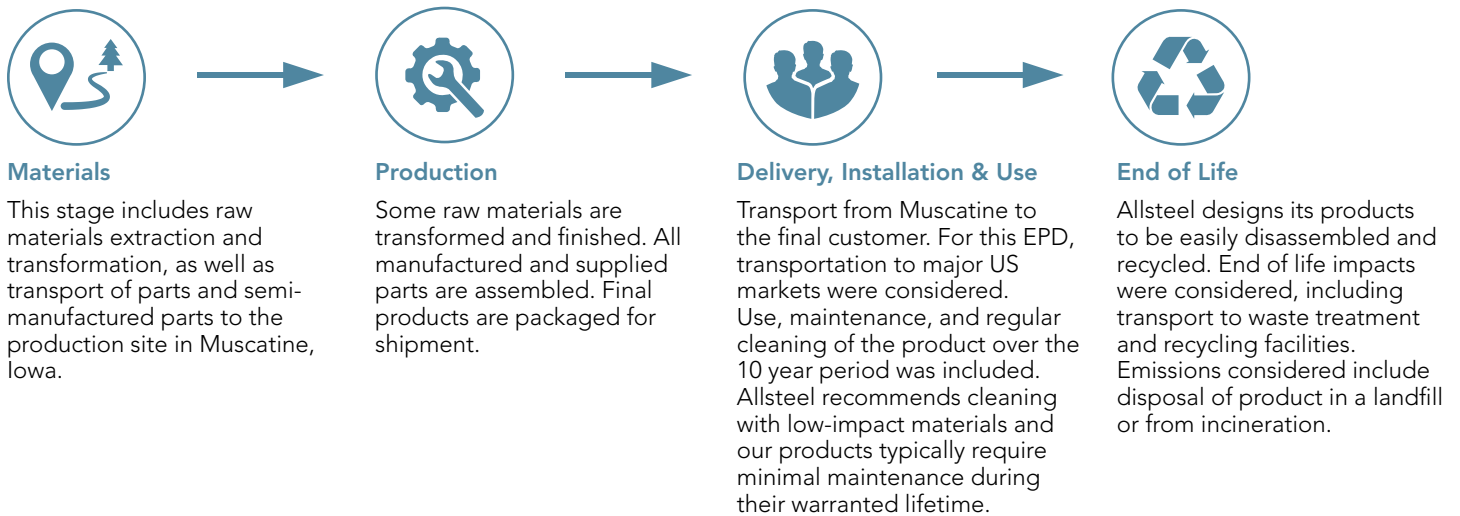 Materials
This stage includes raw
materials extraction and
transformation, as well as
transport of parts and semi-
manufactured parts to the
production site in Muscatine,
Iowa.
Production
Some raw materials are
transformed and finished. All
manufactured and supplied
parts are assembled. Final
products are packaged for
shipment.
Delivery, Installation & Use
Transport from Muscatine to
the final customer. For this EPD,
transportation to major US
markets were considered.
Use, maintenance, and regular
cleaning of the product over the
10 year period was included.
Allsteel recommends cleaning
with low-impact materials and
our products typically require
minimal maintenance during
their warranted lifetime.
End of Life
Allsteel designs its products
to be easily disassembled and
recycled. End of life impacts
were considered, including
transport to waste treatment
and recycling facilities.
Emissions considered include
disposal of product in a landfill
or from incineration.